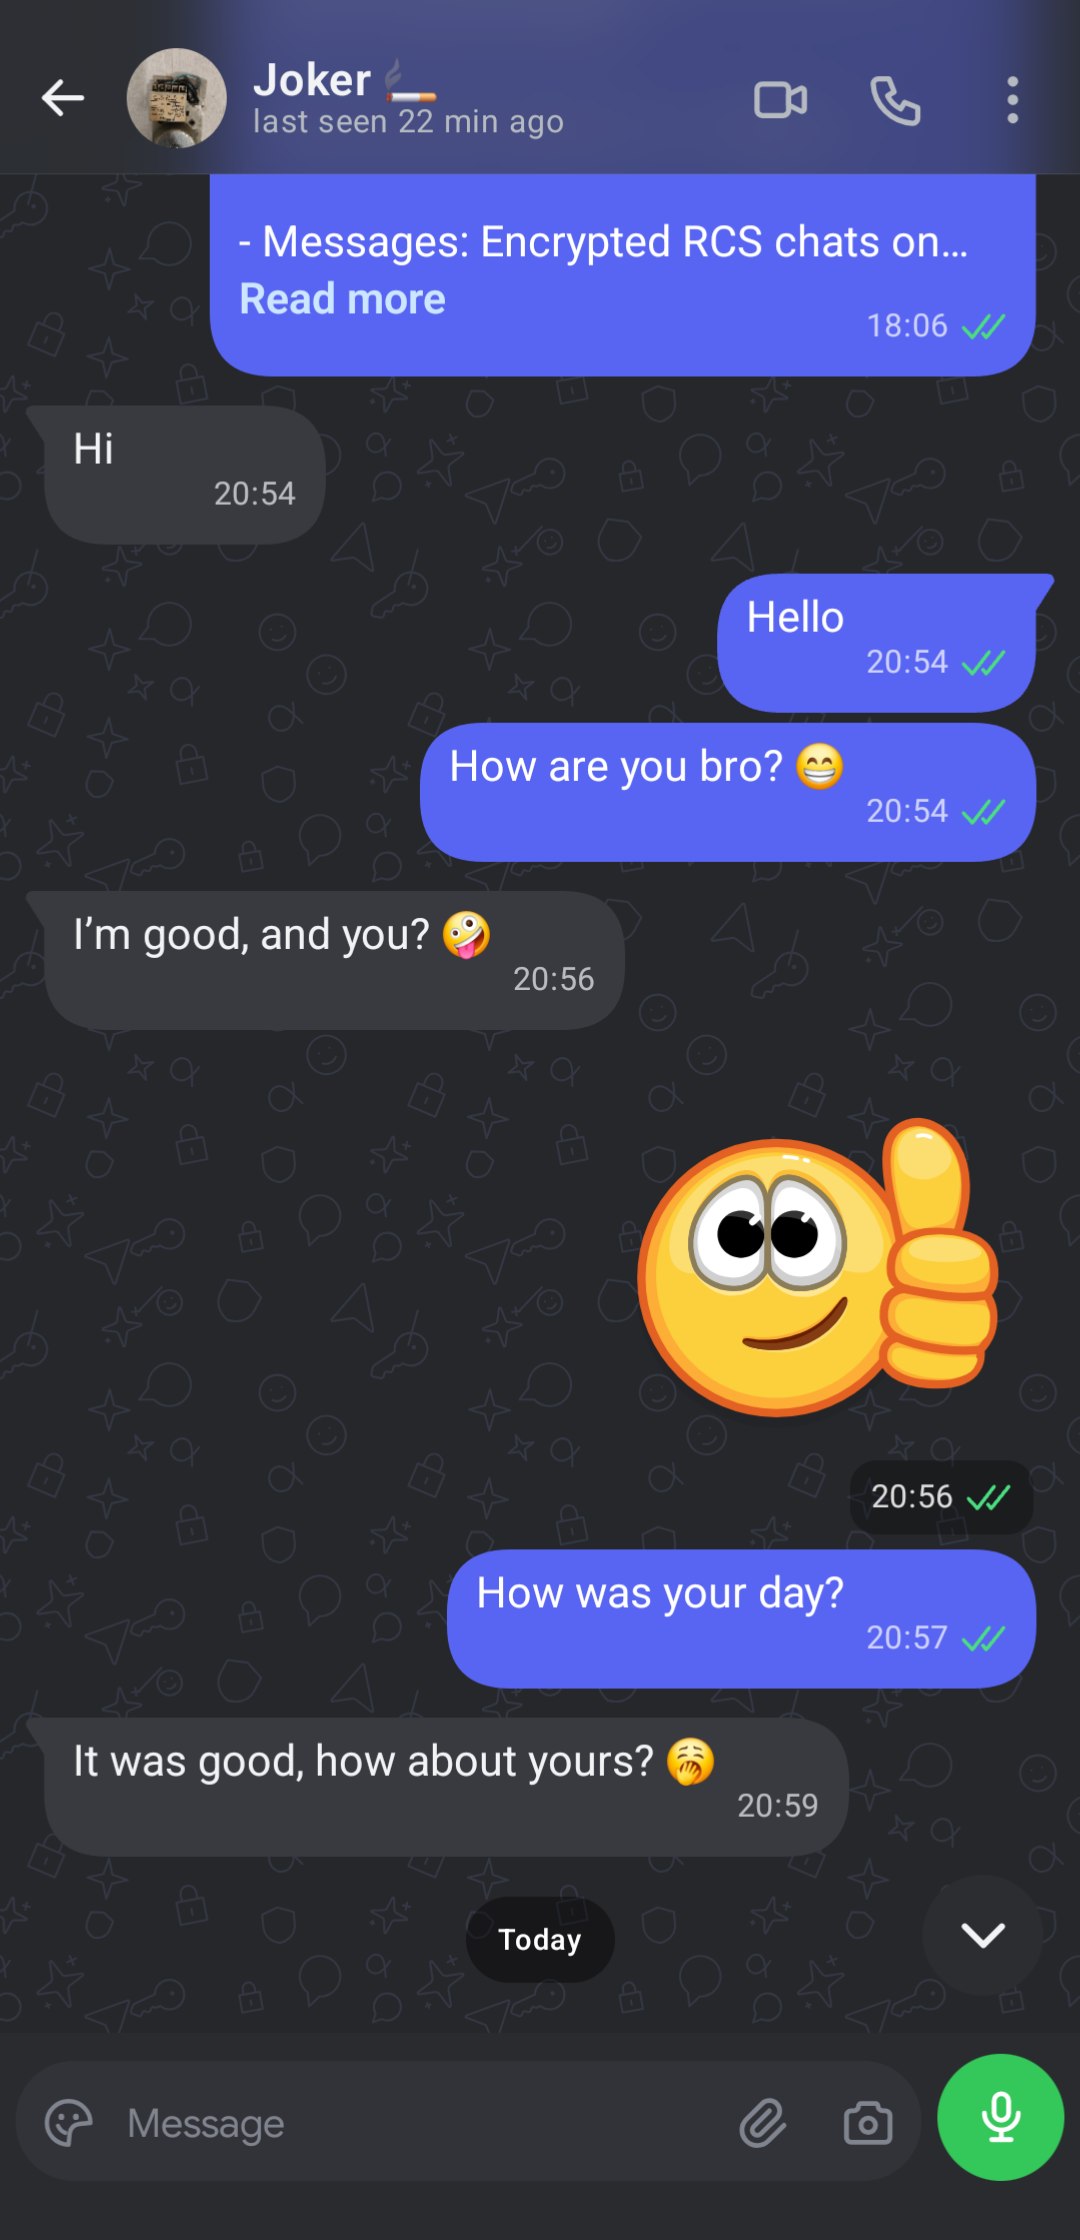 Joker 🚬
last seen 22 min ago
- Messages: Encrypted RCS chats on...
Read more
18:06
Hi
20:54
Hello
20:54
How are you bro? 😁
20:54
I’m good, and you? 🤪
20:56
20:56
How was your day?
20:57
It was good, how about yours? 🥱
20:59
Today
Message